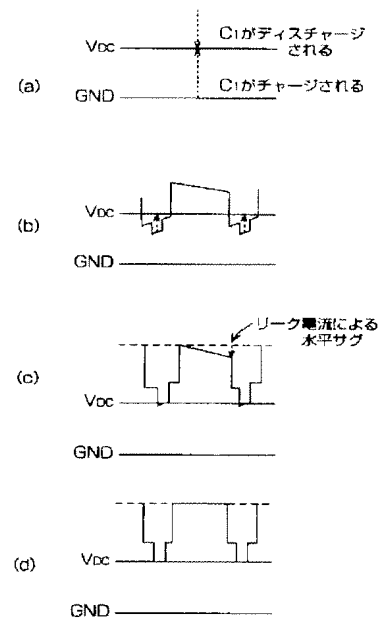 C1がディスチャージ
される
VDC
C1がチャージされる
(a)
GND
VDC
(b)
GND
リーク電流による
水平サグ
(c)
VDC
GND
(d)
VDC
GND